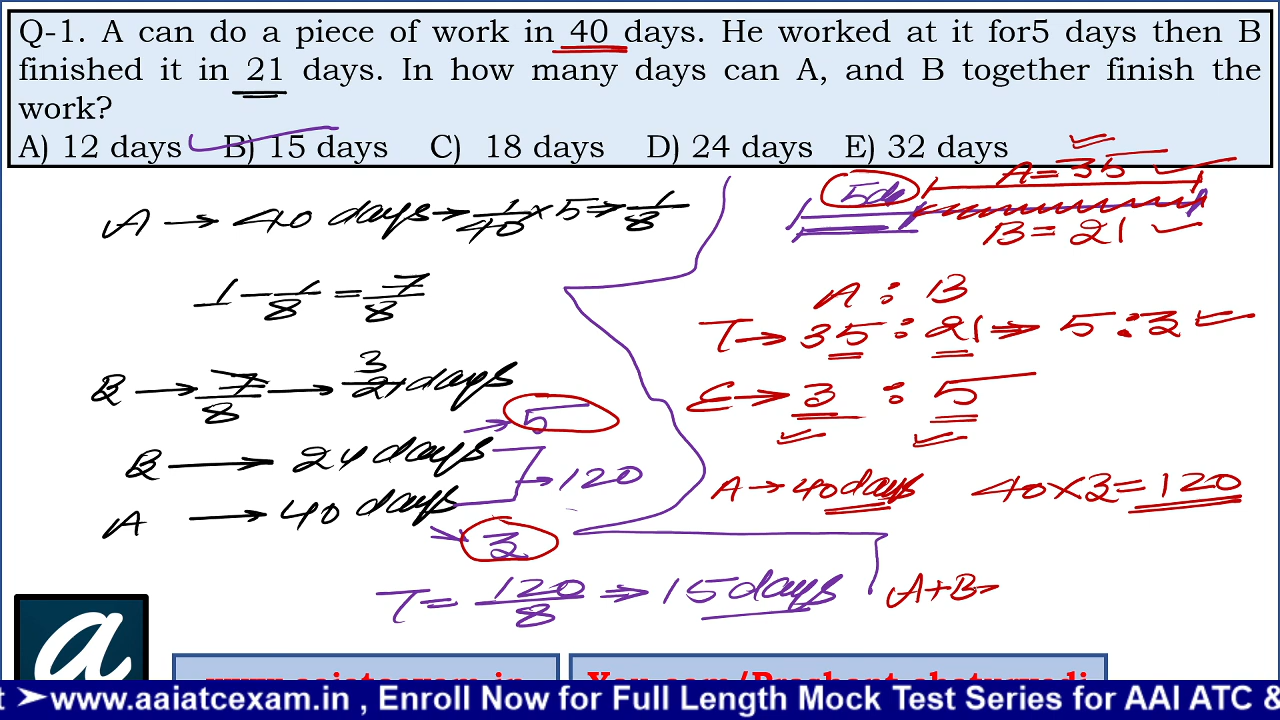 Q-1. A can do a piece of work in 40 days. He worked at it for5 days then B
finished it in 21 days. In how many days can A, and B together finish the
work?
A) 12 days B) 15 days C) 18 days D) 24 days E) 32 days
A → 40 days → 1/40 × 5 ⇒ 1/8
1 - 1/8 = 7/8
B → 7/8 → 21 days
3
B → 24 days
A → 40 days
5
→ 120
3
T = 120/8 ⇒ 15 days
A = 35
B = 21
A : B
T → 35 : 21 ⇒ 5 : 3
E → 3 : 5
A → 40 days 40×3 = 120
A+B →
a
➤www.aaiatcexam.in , Enroll Now for Full Length Mock Test Series for AAI ATC &